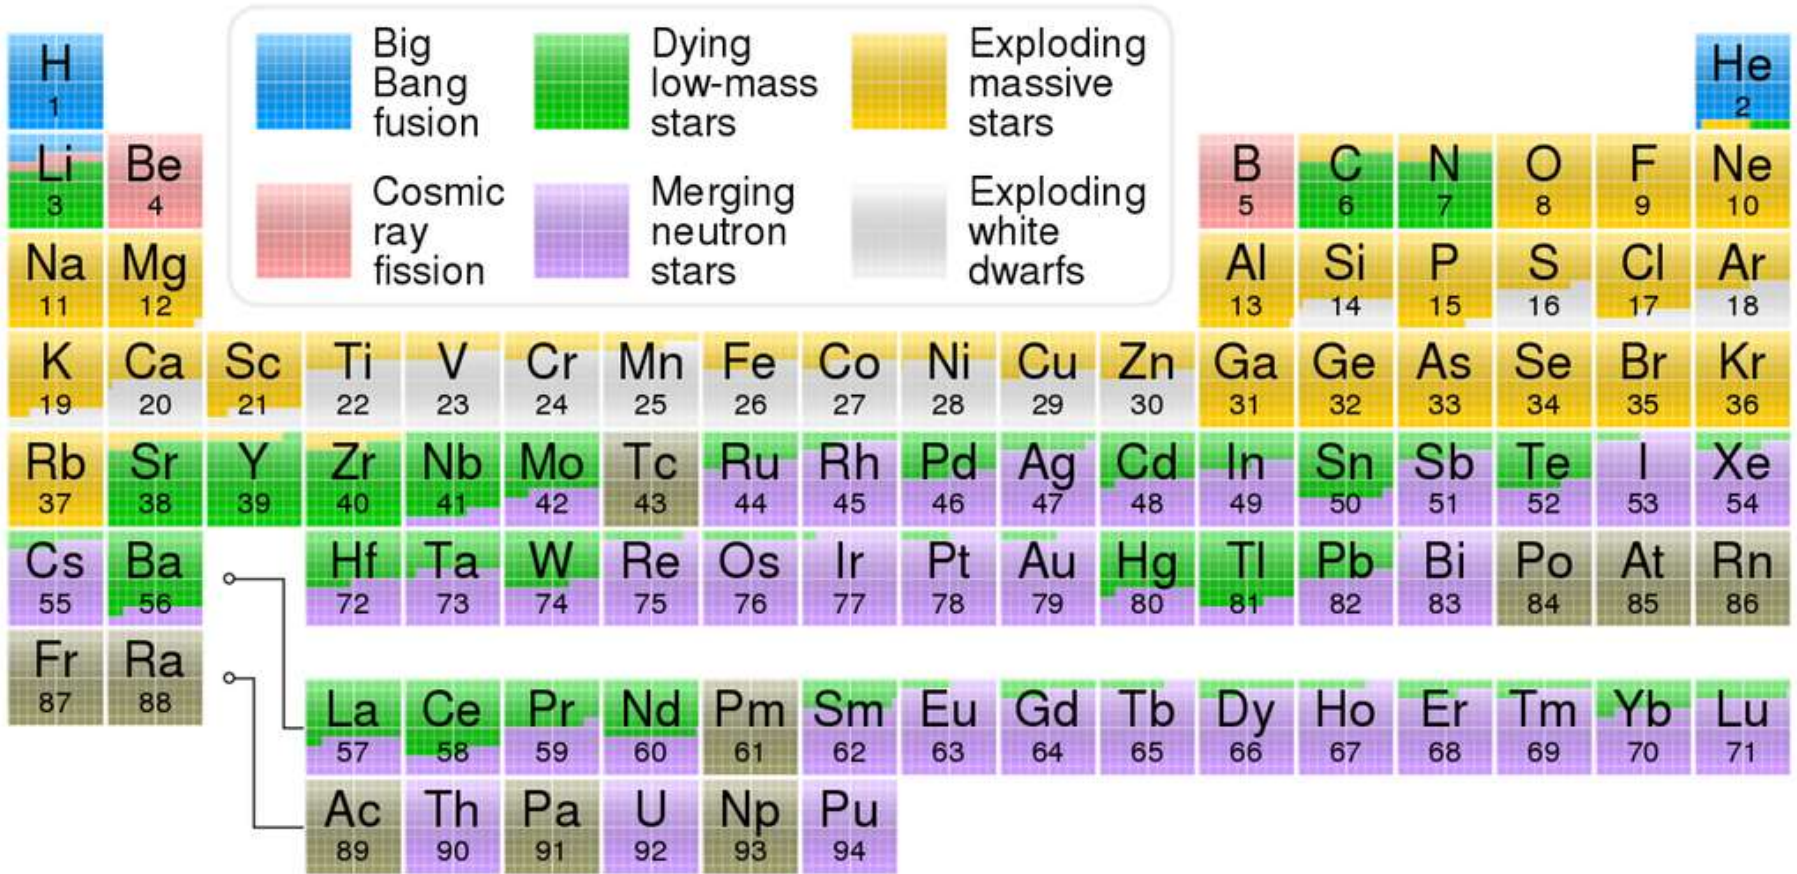 H
1
Big
Bang
fusion
Dying
low-mass
stars
Exploding
massive
stars
He
2
Li
3
Be
4
Cosmic
ray
fission
Merging
neutron
stars
Exploding
white
dwarfs
B
5
C
6
N
7
O
8
F
9
Ne
10
Na
11
Mg
12
Al
13
Si
14
P
15
S
16
Cl
17
Ar
18
K
19
Ca
20
Sc
21
Ti
22
V
23
Cr
24
Mn
25
Fe
26
Co
27
Ni
28
Cu
29
Zn
30
Ga
31
Ge
32
As
33
Se
34
Br
35
Kr
36
Rb
37
Sr
38
Y
39
Zr
40
Nb
41
Mo
42
Tc
43
Ru
44
Rh
45
Pd
46
Ag
47
Cd
48
In
49
Sn
50
Sb
51
Te
52
I
53
Xe
54
Cs
55
Ba
56
Hf
72
Ta
73
W
74
Re
75
Os
76
Ir
77
Pt
78
Au
79
Hg
80
Tl
81
Pb
82
Bi
83
Po
84
At
85
Rn
86
Fr
87
Ra
88
La
57
Ce
58
Pr
59
Nd
60
Pm
61
Sm
62
Eu
63
Gd
64
Tb
65
Dy
66
Ho
67
Er
68
Tm
69
Yb
70
Lu
71
Ac
89
Th
90
Pa
91
U
92
Np
93
Pu
94